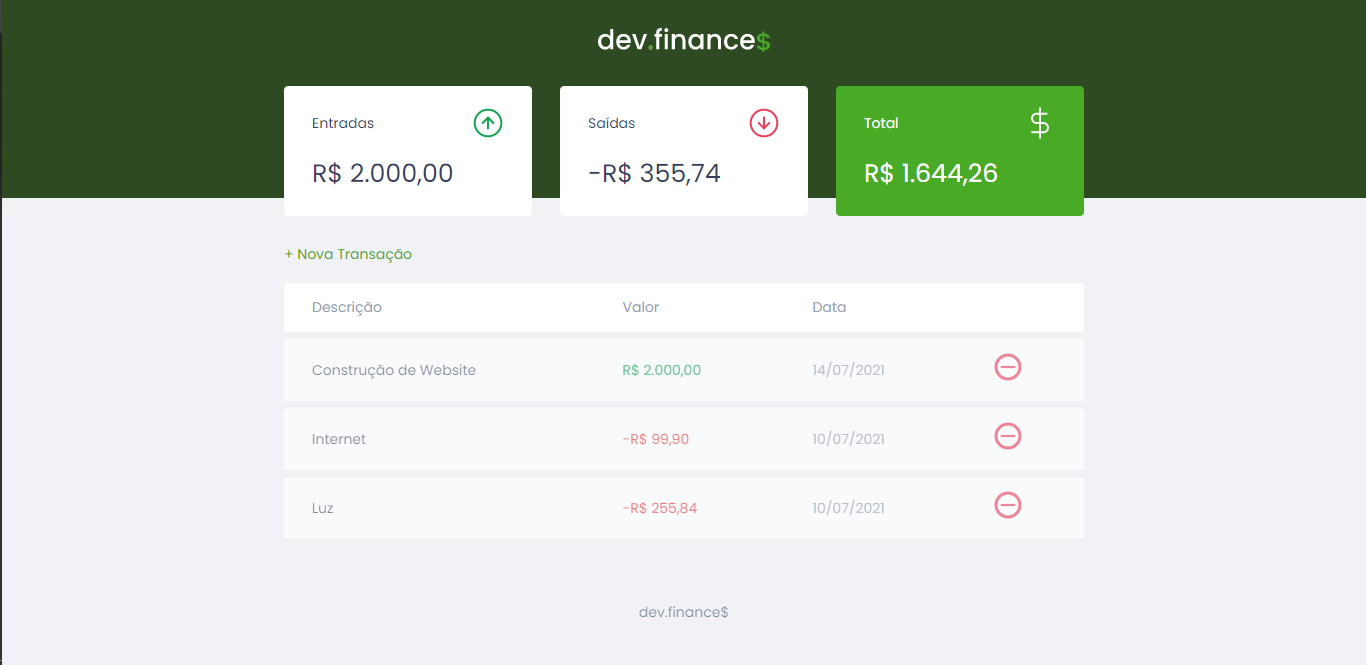 dev.finance$
Entradas
R$ 2.000,00
Saídas
-R$ 355,74
Total
$
R$ 1.644,26
+ Nova Transação
Descrição Valor Data
Construção de Website R$ 2.000,00 14/07/2021
Internet -R$ 99,90 10/07/2021
Luz -R$ 255,84 10/07/2021
dev.finance$